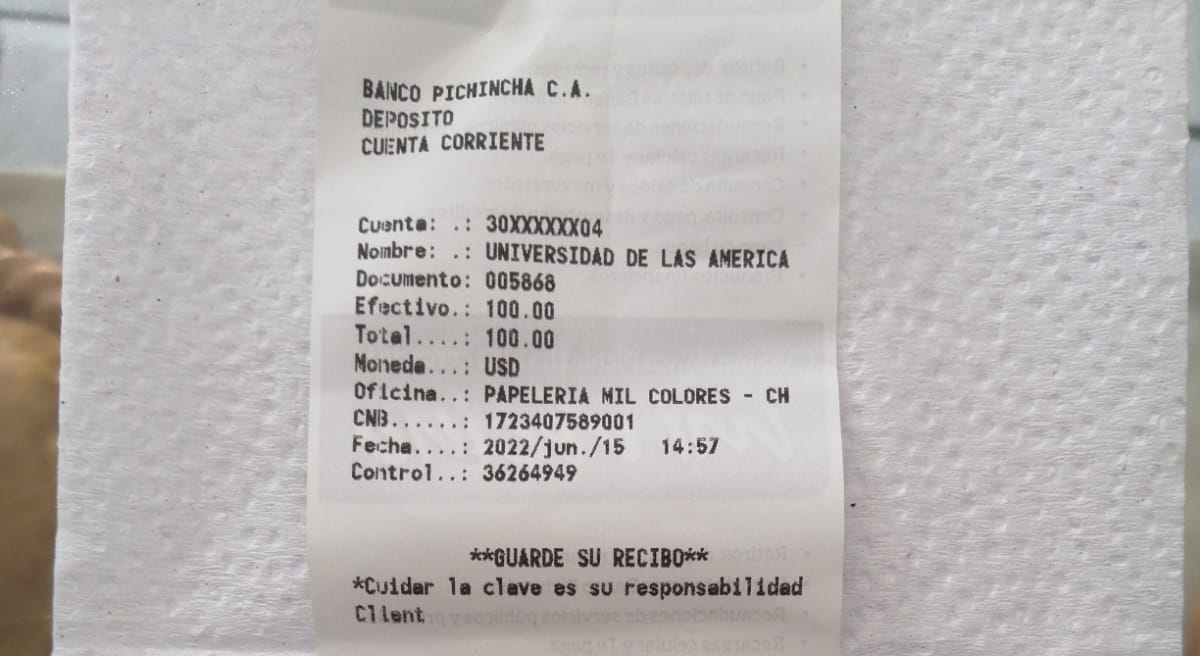 BANCO PICHINCHA C.A.
DEPOSITO
CUENTA CORRIENTE
Cuenta: .: 30XXXXXX04
Nombre: .: UNIVERSIDAD DE LAS AMERICA
Documento: 005868
Efectivo.: 100.00
Total....: 100.00
Moneda...: USD
Oficina..: PAPELERIA MIL COLORES - CH
CNB......: 1723407589001
Fecha....: 2022/jun./15 14:57
Control..: 36264949
**GUARDE SU RECIBO**
*Cuidar la clave es su responsabilidad
Client